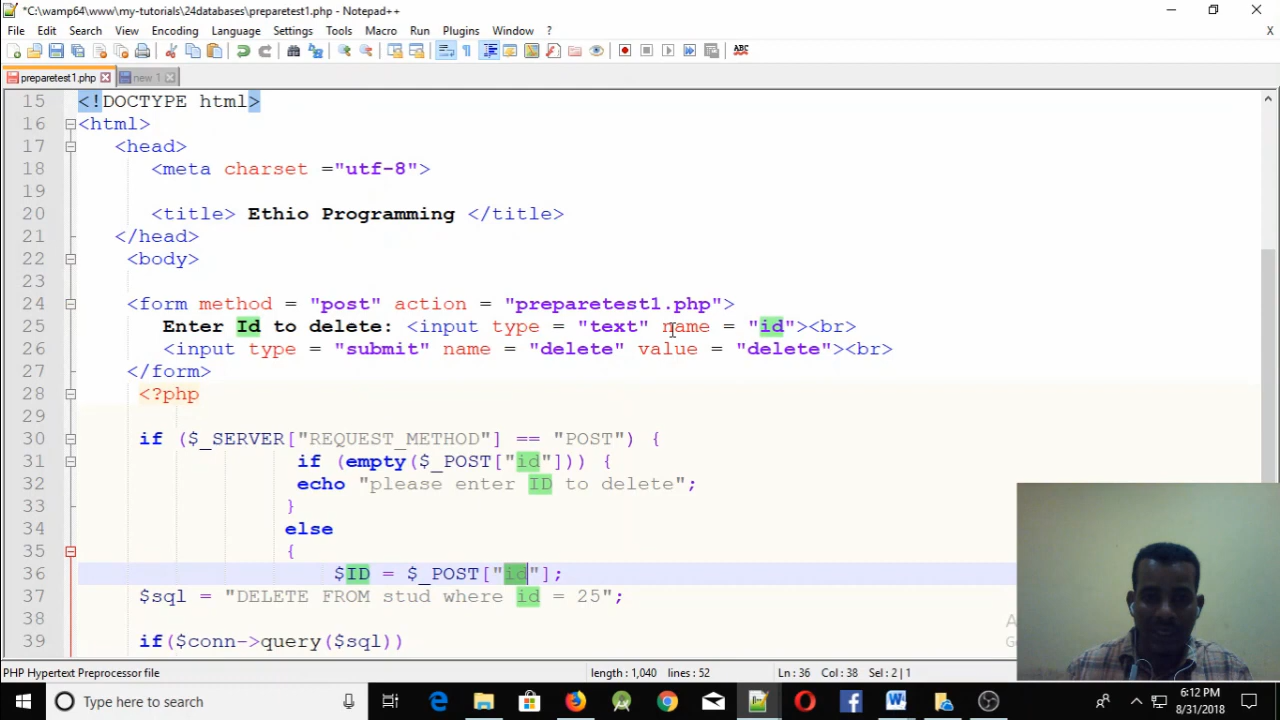 *C:\wamp64\www\my-tutorials\24databases\preparetest1.php - Notepad++
File Edit Search View Encoding Language Settings Tools Macro Run Plugins Window ? X
preparetest1.php new 1
15 <!DOCTYPE html>
16 <html>
17 <head>
18 <meta charset ="utf-8">
19
20 <title> Ethio Programming </title>
21 </head>
22 <body>
23
24 <form method = "post" action = "preparetest1.php">
25 Enter Id to delete: <input type = "text" name = "id"><br>
26 <input type = "submit" name = "delete" value = "delete"><br>
27 </form>
28 <?php
29
30 if ($_SERVER["REQUEST_METHOD"] == "POST") {
31 if (empty($_POST["id"])) {
32 echo "please enter ID to delete";
33 }
34 else
35 {
36 $ID = $_POST["id"];
37 $sql = "DELETE FROM stud where id = 25";
38
39 if($conn->query($sql))
PHP Hypertext Preprocessor file length : 1,040 lines : 52 Ln : 36 Col : 38 Sel : 2 | 1
Type here to search
6:12 PM
8/31/2018